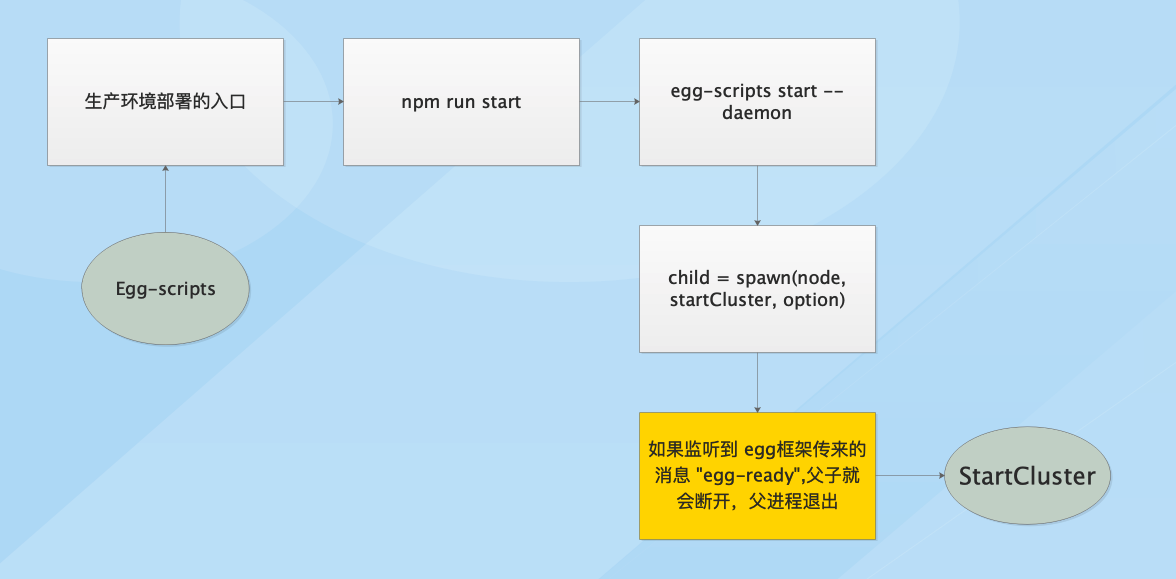 生产环境部署的入口
npm run start
egg-scripts start --
daemon
Egg-scripts
child = spawn(node,
startCluster, option)
如果监听到 egg框架传来的
消息 "egg-ready",父子就
会断开，父进程退出
StartCluster